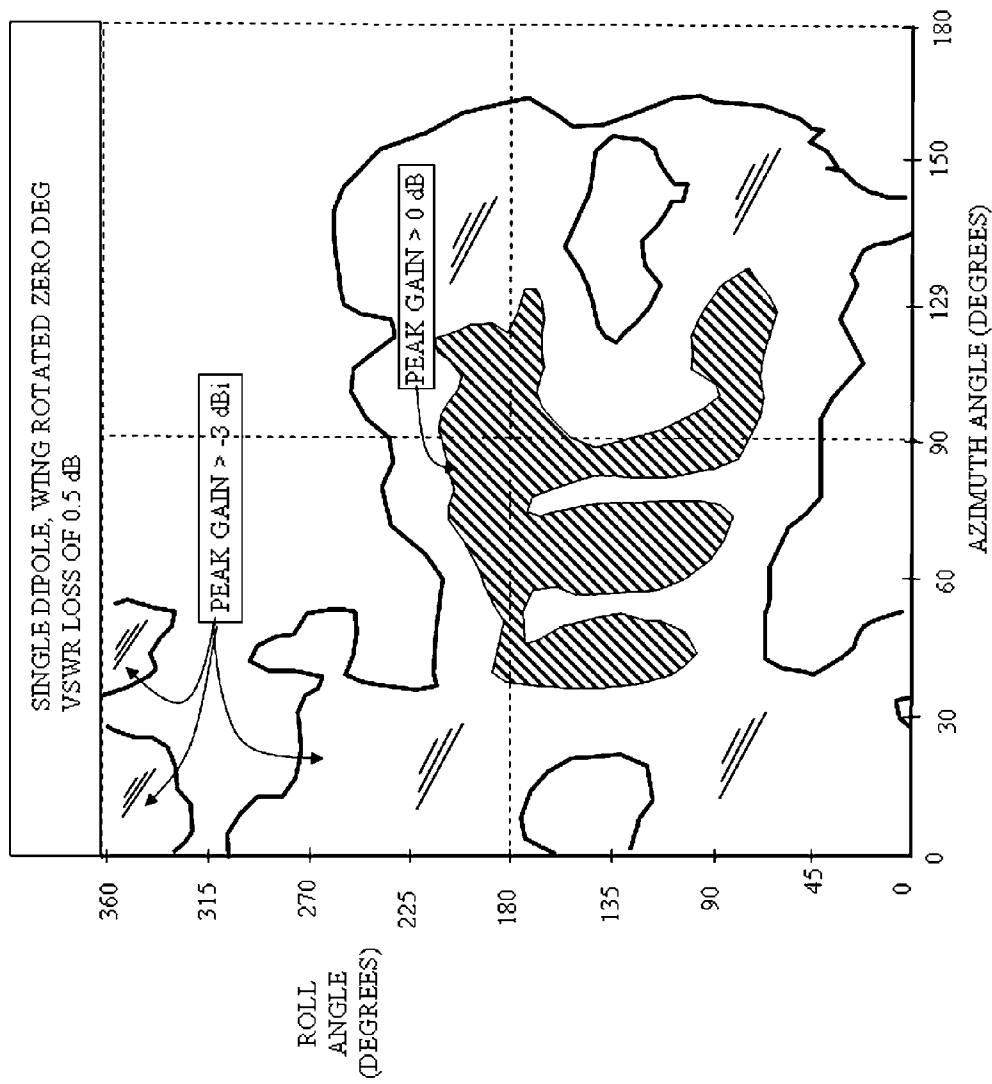 SINGLE DIPOLE, WING ROTATED ZERO DEG
VSWR LOSS OF 0.5 dB
PEAK GAIN > -3 dBi
PEAK GAIN > 0 dB
ROLL
ANGLE
(DEGREES)
360
315
270
225
180
135
90
45
0
0
30
60
90
129
150
180
AZIMUTH ANGLE (DEGREES)